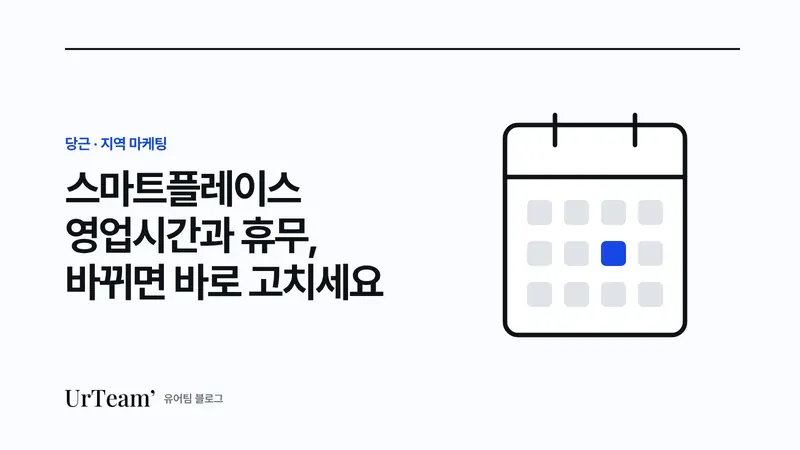 당근 · 지역 마케팅
스마트플레이스
영업시간과 휴무,
바뀌면 바로 고치세요
UrTeam’ 유어팀 블로그